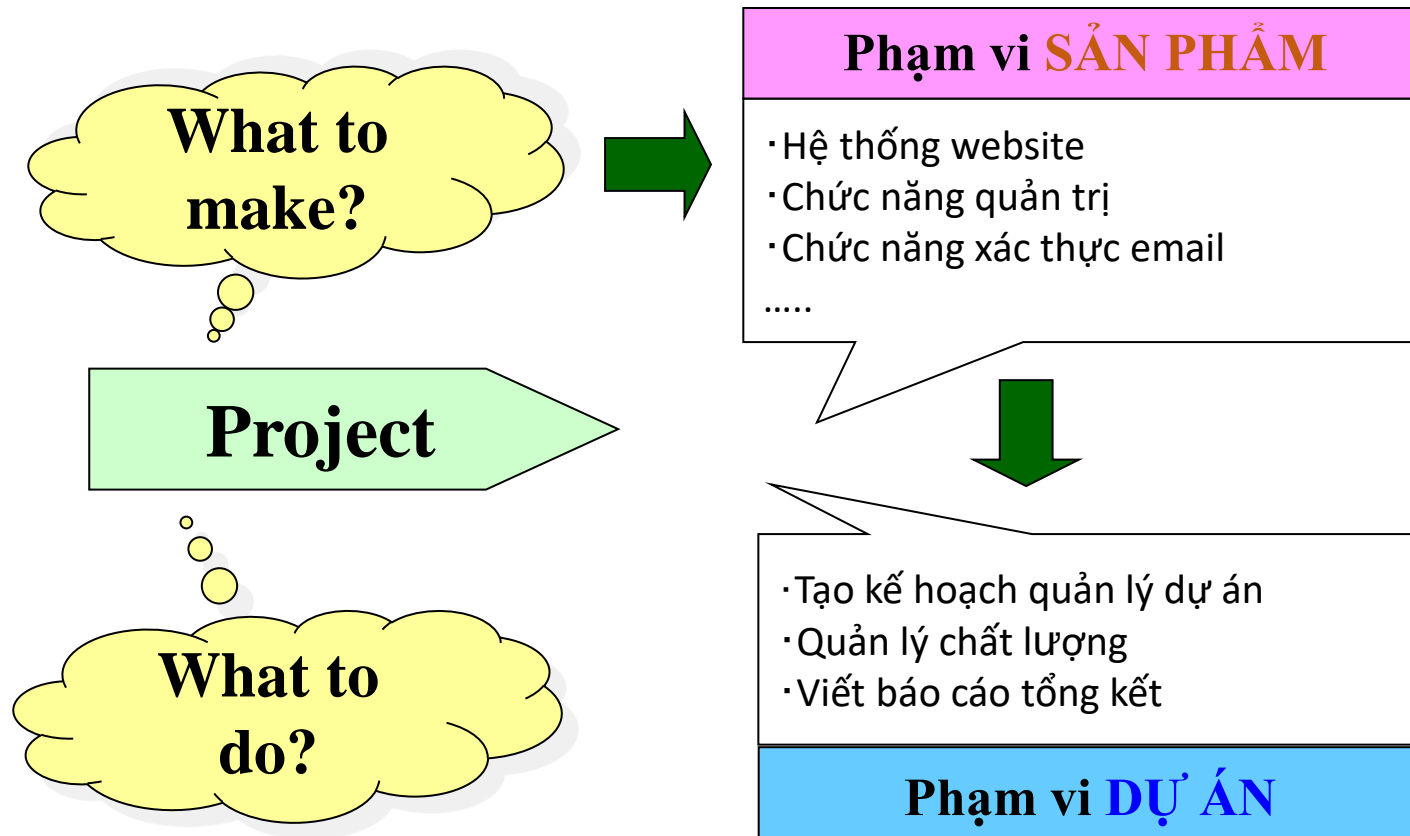 What to
make?
Phạm vi SẢN PHẨM
·Hệ thống website
·Chức năng quản trị
·Chức năng xác thực email
…..
Project
What to
do?
·Tạo kế hoạch quản lý dự án
·Quản lý chất lượng
·Viết báo cáo tổng kết
Phạm vi DỰ ÁN